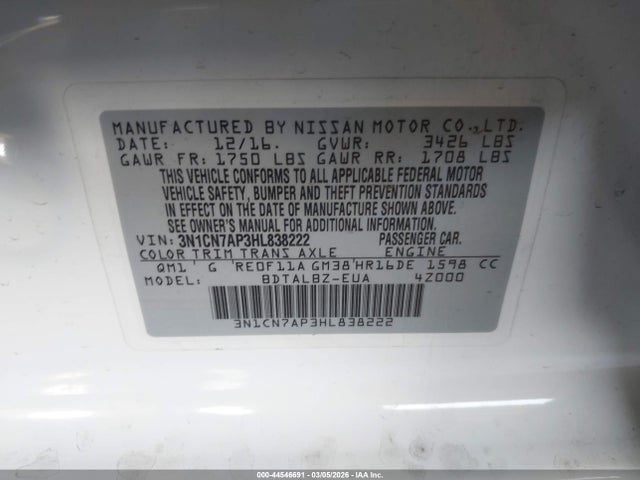 MANUFACTURED BY NISSAN MOTOR CO., LTD.
DATE: 12/16. GVWR: 3426 LBS
GAWR FR: 1750 LBS GAWR RR: 1708 LBS
THIS VEHICLE CONFORMS TO ALL APPLICABLE FEDERAL MOTOR
VEHICLE SAFETY, BUMPER AND THEFT PREVENTION STANDARDS
IN EFFECT ON THE DATE OF MANUFACTURE SHOWN ABOVE.
SEE OWNER'S MANUAL FOR ADDITIONAL INFORMATION.
VIN: 3N1CN7AP3HL838222 PASSENGER CAR.
COLOR TRIM TRANS AXLE ENGINE
QM1' G 'RE0F11A GM38'HR16DE 1598 CC
MODEL: BDTALBZ-EUA 4Z000
3N1CN7AP3HL838222
000-44546691 - 03/05/2026 - IAA Inc.